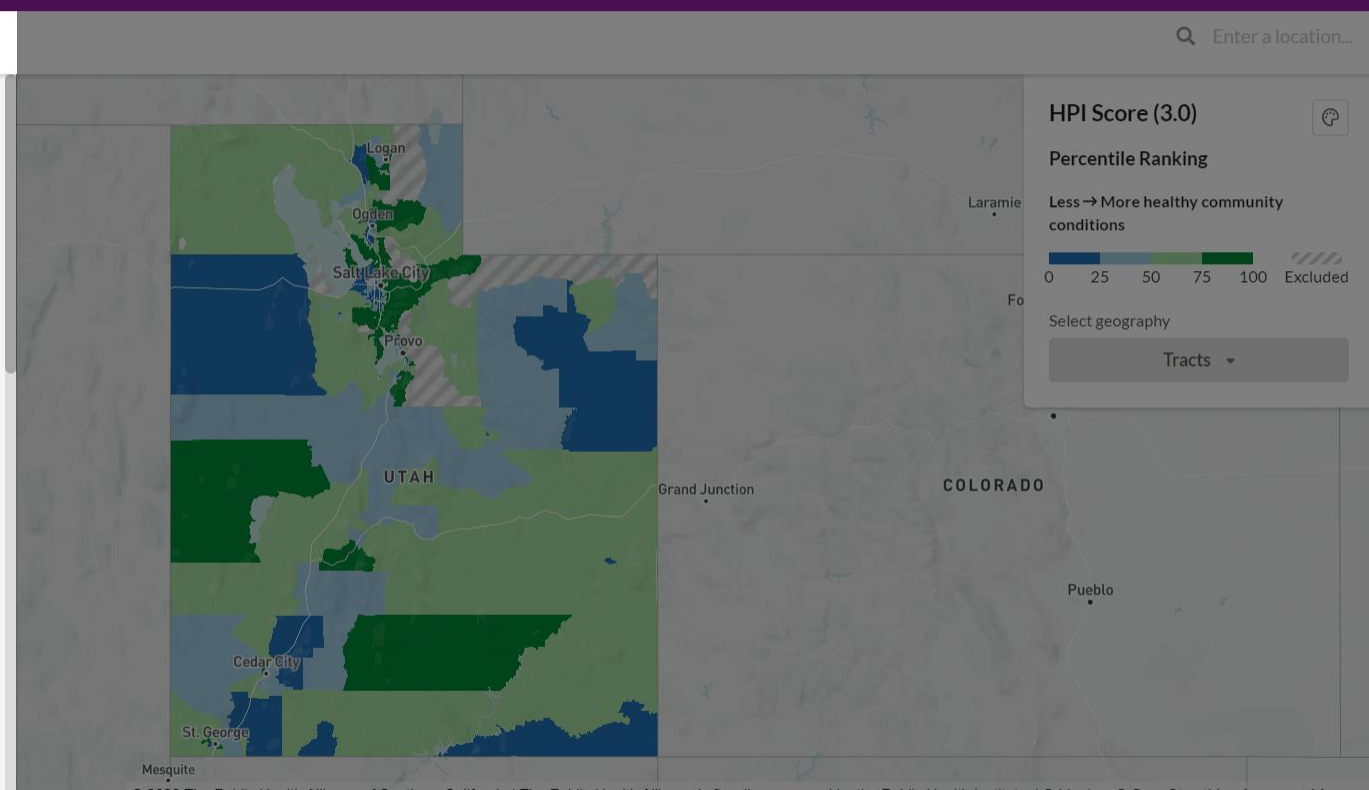 Enter a location...
HPI Score (3.0)
Percentile Ranking
Less → More healthy community
conditions
0 25 50 75 100 Excluded
Select geography
Tracts
Logan
Ogden
Laramie
Salt Lake City
Fo
Provo
UTAH
Grand Junction
COLORADO
Pueblo
Cedar City
St. George
Mesquite